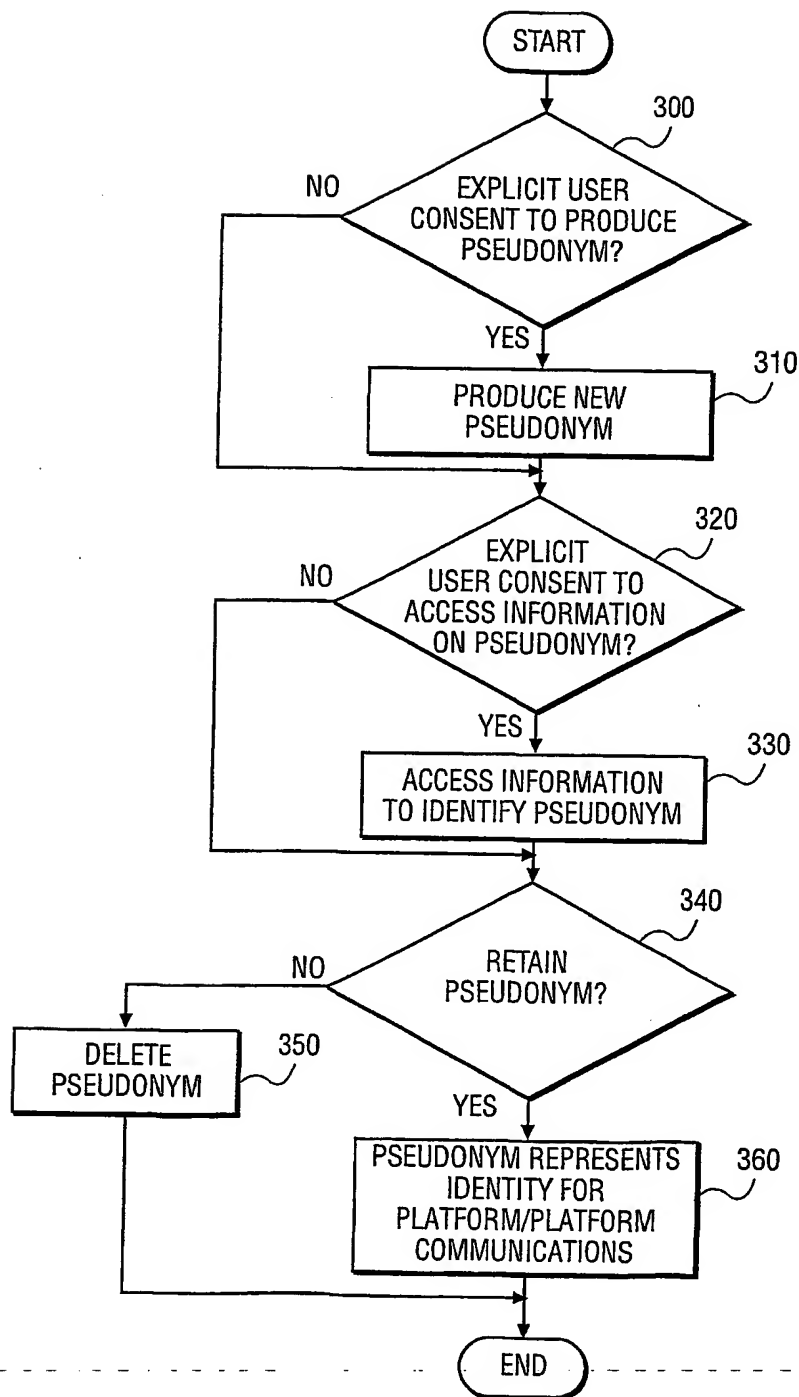 START
300
NO
EXPLICIT USER
CONSENT TO PRODUCE
PSEUDONYM?
YES
310
PRODUCE NEW
PSEUDONYM
320
NO
EXPLICIT
USER CONSENT TO
ACCESS INFORMATION
ON PSEUDONYM?
YES
330
ACCESS INFORMATION
TO IDENTIFY PSEUDONYM
340
NO
RETAIN
PSEUDONYM?
350
DELETE
PSEUDONYM
YES
360
PSEUDONYM REPRESENTS
IDENTITY FOR
PLATFORM/PLATFORM
COMMUNICATIONS
END